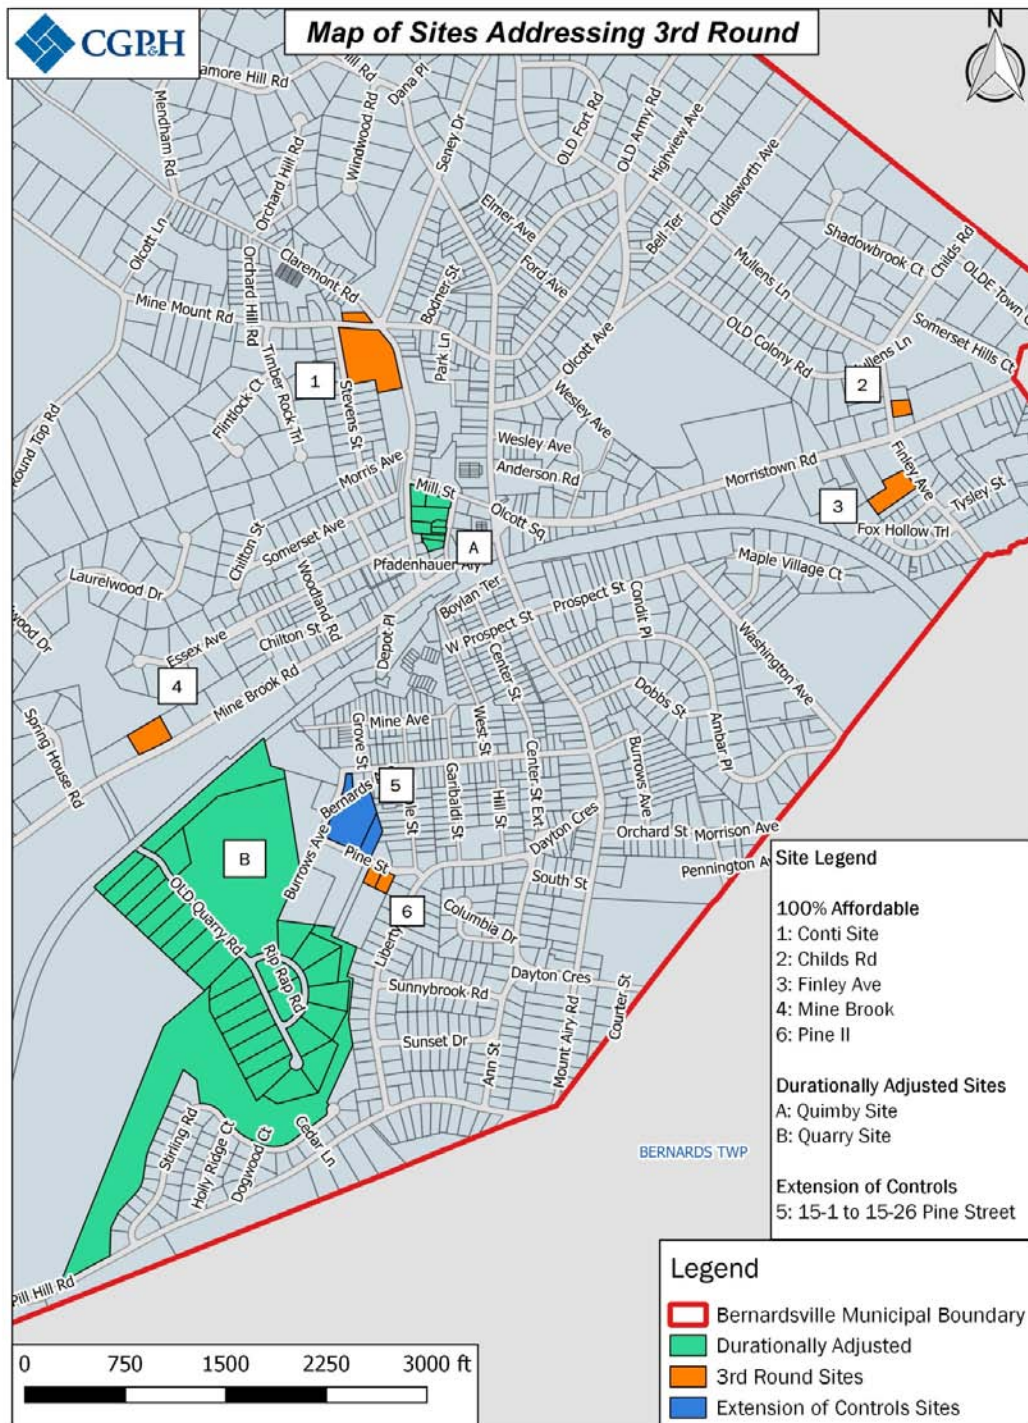 CGP&H
Map of Sites Addressing 3rd Round
N
Mendham Rd
Windwood Rd
Hill Rd
Dana Pl
Seney Dr
OLD Fort Rd
OLD Army Rd
Highview Ave
Childsworth Ave
Orchard Hill Rd
Olcott Ln
Elmer Ave
Bell Ter
Shadowbrook Ct
Childs Rd
Claremont Rd
Orchard Hill Rd
Bodner St
Ford Ave
Mullens Ln
Mine Mount Rd
Park Ln
Olcott Ave
OLD Colony Rd
Somerset Hills Ct
Timber Rock Trl
1
Flintlock Ct
Stevens St
Wesley Ave
2
Round Top Rd
Morris Ave
Wesley Ave
Anderson Rd
Morristown Rd
Finley Ave
Mill St
Olcott Sq
3
Tysley St
Fox Hollow Trl
Chilton St
Somerset Ave
A
Pfadenhauer Aly
Laurelwood Dr
Woodland Rd
Boylan Ter
Prospect St
Condit Pl
Maple Village Ct
Essex Ave
Chilton St
Depot Pl
W Prospect St
Washington Ave
4
Mine Brook Rd
Center St
Dobbs St
Spring House Rd
Grove St
Mine Ave
West St
Ambar Pl
Center St Ext
Burrows Ave
5
Garibaldi St
Hill St
B
Burrows Ave
Pine St
Dayton Cres
Orchard St
Morrison Ave
South St
OLD Quarry Rd
6
Columbia Dr
Liberty
Rip Rap Rd
Dayton Cres
Sunnybrook Rd
Sunset Dr
Ann St
Mount Airy Rd
Courter St
Stirling Rd
Holly Ridge Ct
Dogwood Ct
Cedar Ln
BERNARDS TWP
Pill Hill Rd
Site Legend
100% Affordable
1: Conti Site
2: Childs Rd
3: Finley Ave
4: Mine Brook
6: Pine II
Durationally Adjusted Sites
A: Quimby Site
B: Quarry Site
Extension of Controls
5: 15-1 to 15-26 Pine Street
Legend
Bernardsville Municipal Boundary
Durationally Adjusted
3rd Round Sites
Extension of Controls Sites
0 750 1500 2250 3000 ft